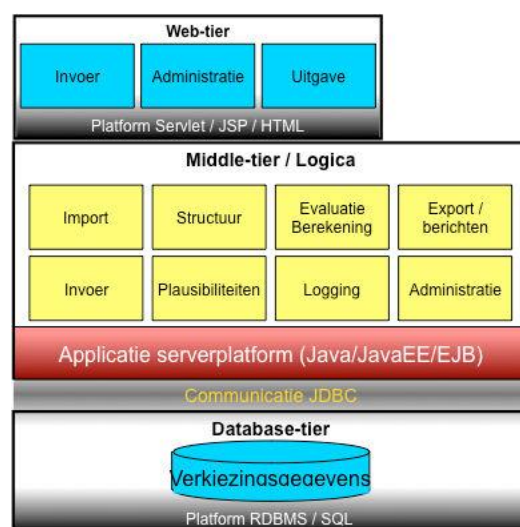 Web-tier
Invoer
Administratie
Uitgave
Platform Servlet / JSP / HTML
Middle-tier / Logica
Import
Structuur
Evaluatie
Berekening
Export /
berichten
Invoer
Plausibiliteiten
Logging
Administratie
Applicatie serverplatform (Java/JavaEE/EJB)
Communicatie JDBC
Database-tier
Verkiezingsgegevens
Platform RDBMS / SQL